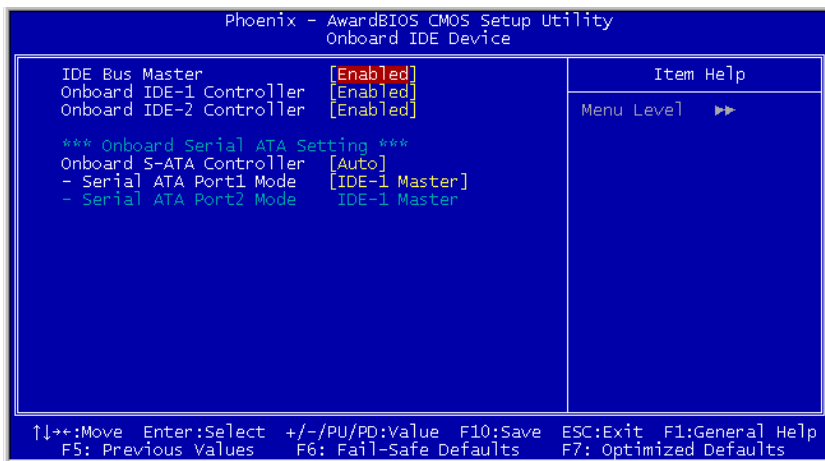 Phoenix - AwardBIOS CMOS Setup Utility
Onboard IDE Device
IDE Bus Master [Enabled]
Onboard IDE-1 Controller [Enabled]
Onboard IDE-2 Controller [Enabled]
*** Onboard Serial ATA Setting ***
Onboard S-ATA Controller [Auto]
- Serial ATA Port1 Mode [IDE-1 Master]
- Serial ATA Port2 Mode IDE-1 Master
Item Help
Menu Level ►►
↑↓→←:Move Enter:Select +/-/PU/PD:Value F10:Save ESC:Exit F1:General Help
F5: Previous Values F6: Fail-Safe Defaults F7: Optimized Defaults